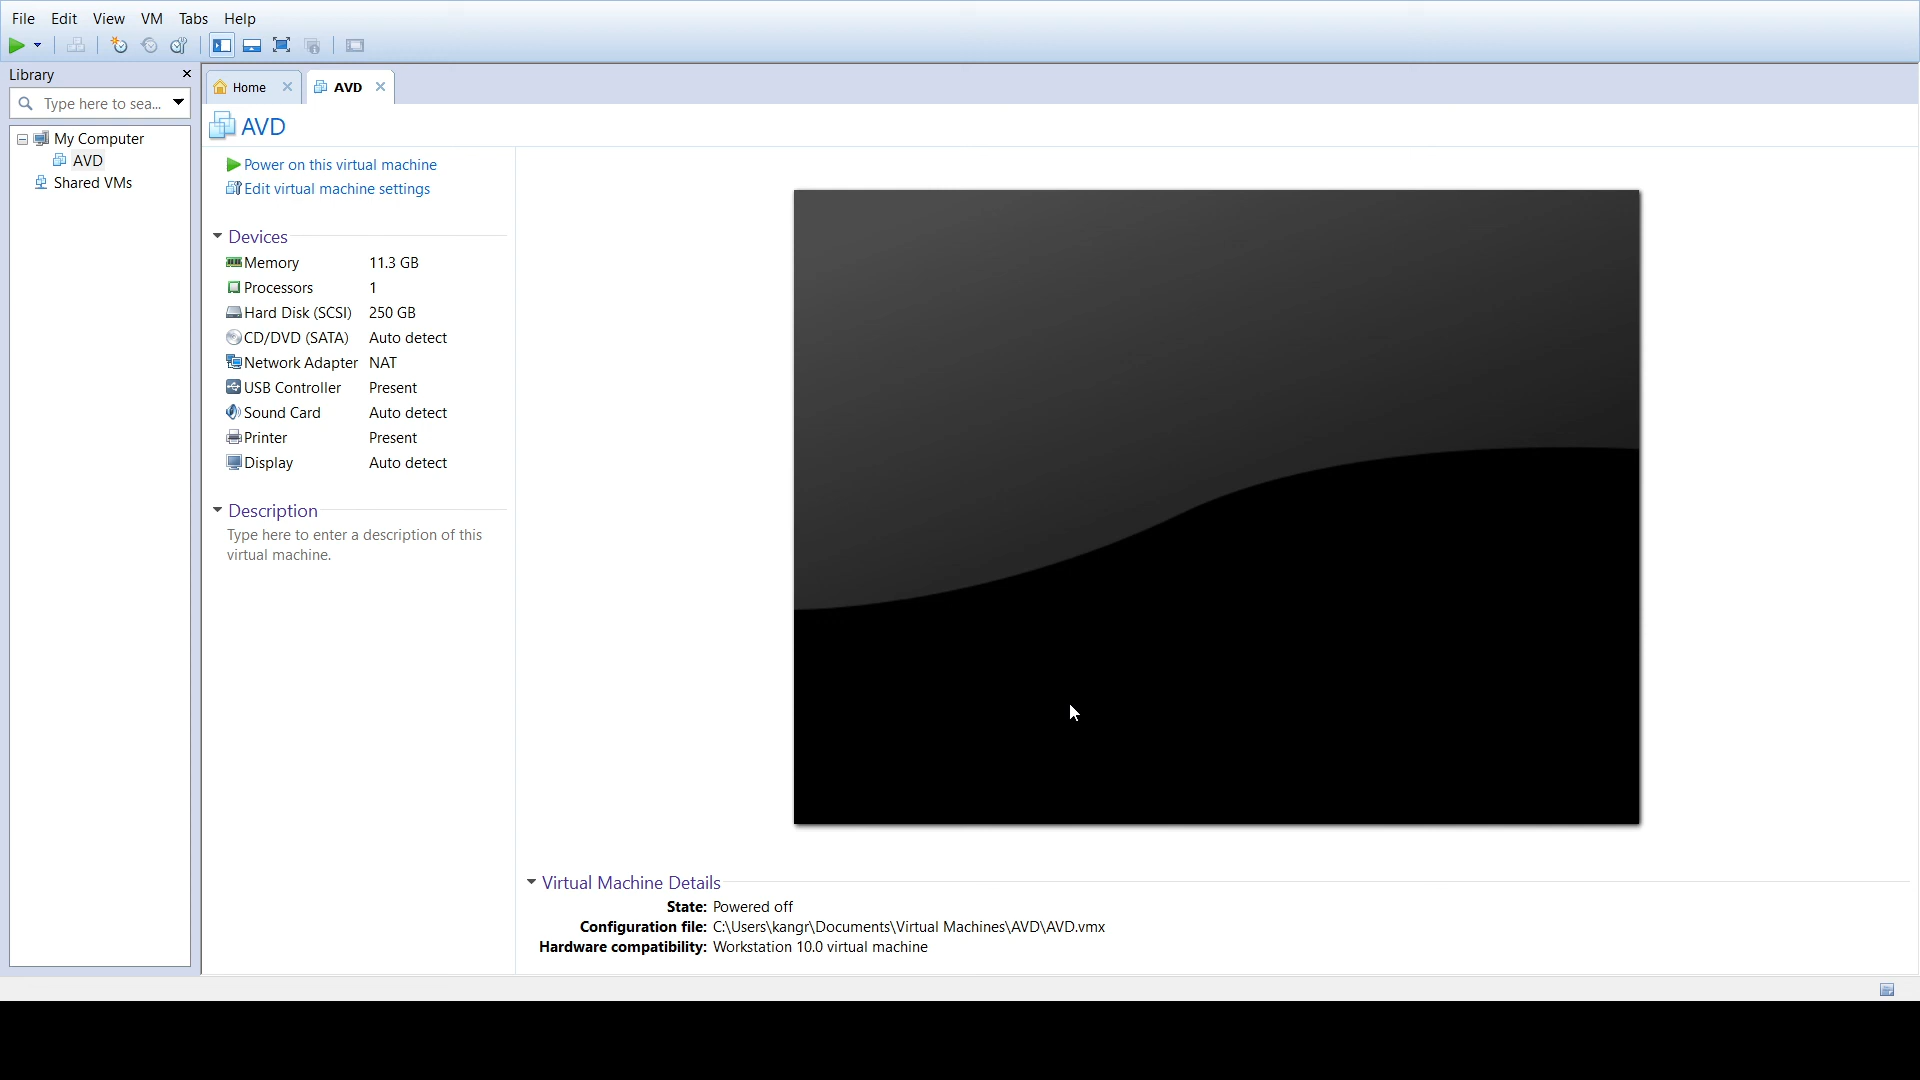 File Edit View VM Tabs Help
Library
Type here to sea...
My Computer
AVD
Shared VMs
Home
AVD
AVD
Power on this virtual machine
Edit virtual machine settings
Devices
Memory 11.3 GB
Processors 1
Hard Disk (SCSI) 250 GB
CD/DVD (SATA) Auto detect
Network Adapter NAT
USB Controller Present
Sound Card Auto detect
Printer Present
Display Auto detect
Description
Type here to enter a description of this
virtual machine.
Virtual Machine Details
State: Powered off
Configuration file: C:\Users\kangr\Documents\Virtual Machines\AVD\AVD.vmx
Hardware compatibility: Workstation 10.0 virtual machine